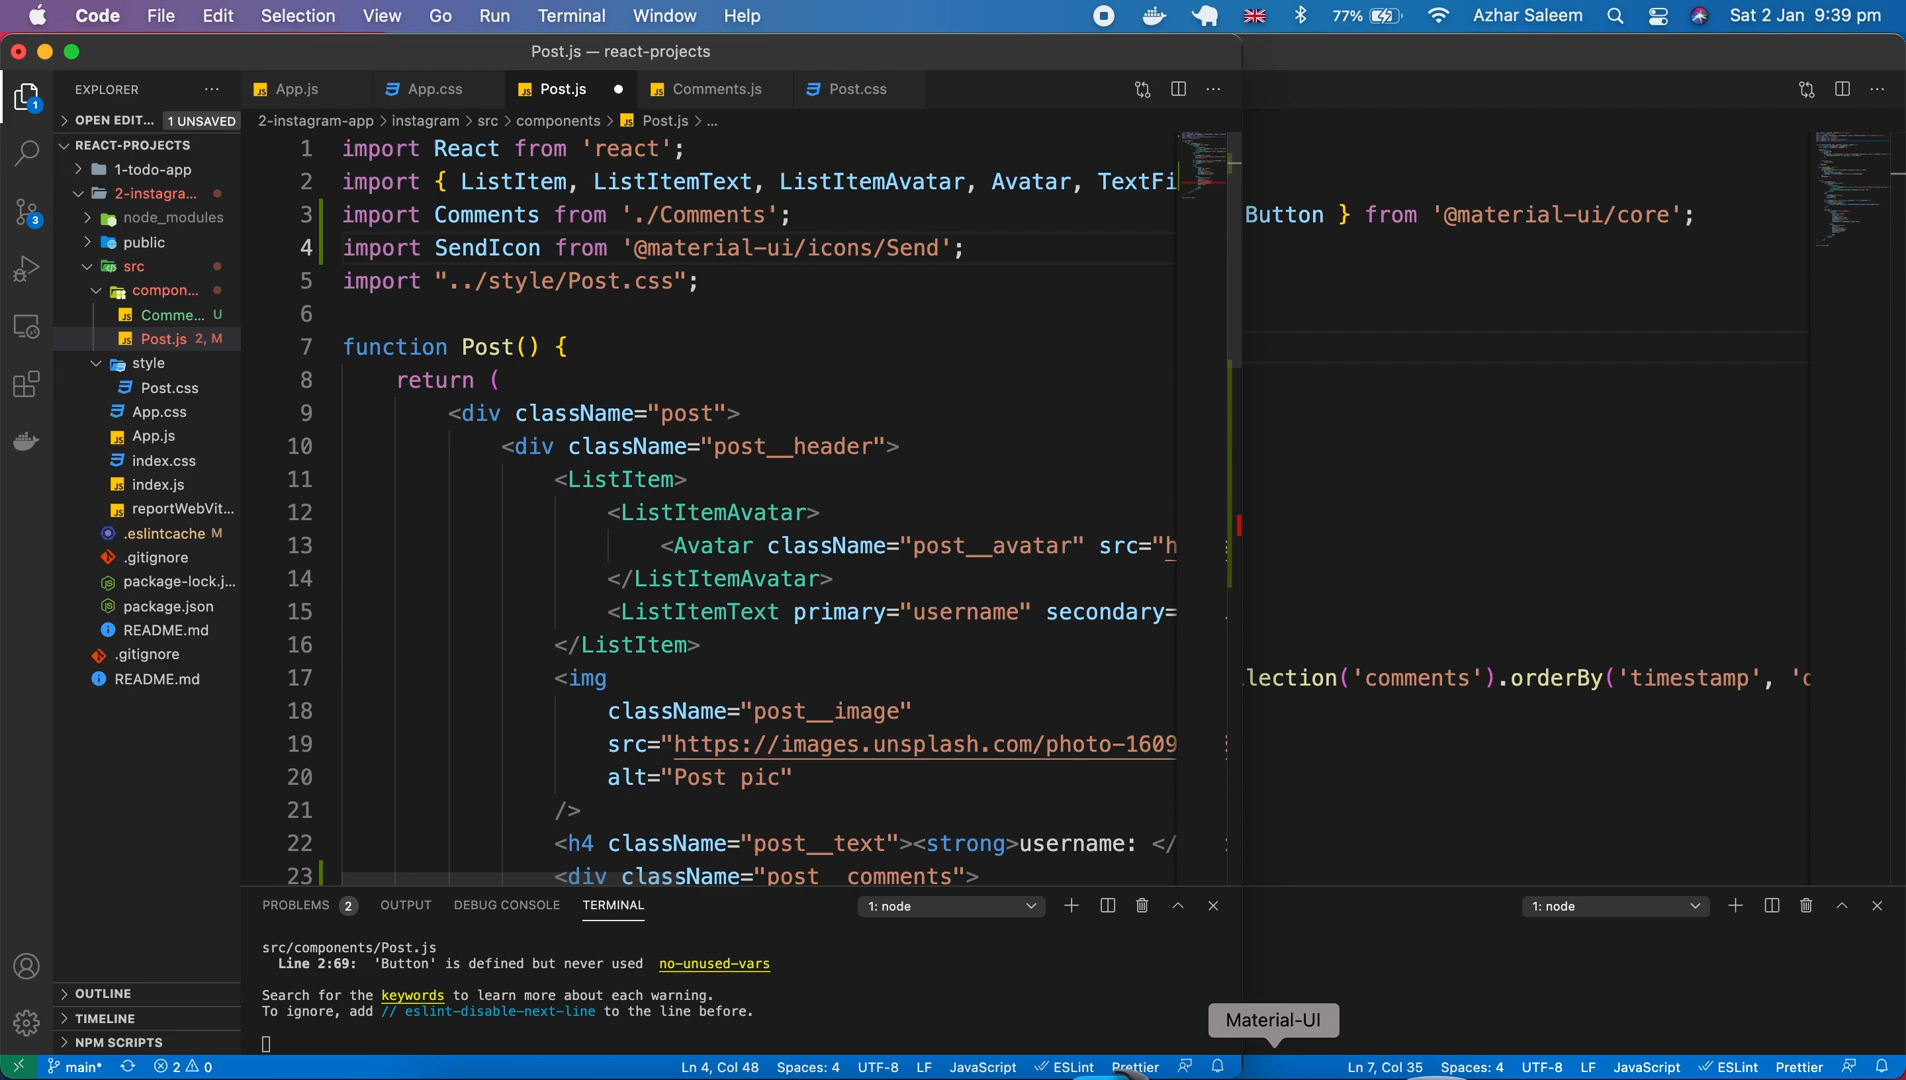 Code File Edit Selection View Go Run Terminal Window Help 77% Azhar Saleem Sat 2 Jan 9:39 pm
Post.js — react-projects
EXPLORER
App.js
App.css
Post.js
Comments.js
Post.css
OPEN EDIT... 1 UNSAVED
2-instagram-app > instagram > src > components > Post.js > ...
REACT-PROJECTS
1-todo-app
2-instagra...
node_modules
public
src
compon...
Comme... U
Post.js 2, M
style
Post.css
App.css
App.js
index.css
index.js
reportWebVit...
.eslintcache M
.gitignore
package-lock.j...
package.json
README.md
.gitignore
README.md
OUTLINE
TIMELINE
NPM SCRIPTS
1
3
1 import React from 'react';
2 import { ListItem, ListItemText, ListItemAvatar, Avatar, TextFi
3 import Comments from './Comments';
4 import SendIcon from '@material-ui/icons/Send';
5 import "../style/Post.css";
6
7 function Post() {
8 return (
9 <div className="post">
10 <div className="post__header">
11 <ListItem>
12 <ListItemAvatar>
13 <Avatar className="post__avatar" src="h
14 </ListItemAvatar>
15 <ListItemText primary="username" secondary=
16 </ListItem>
17 <img
18 className="post__image"
19 src="https://images.unsplash.com/photo-1609
20 alt="Post pic"
21 />
22 <h4 className="post__text"><strong>username: </
23 <div className="post__comments">
Button } from '@material-ui/core';
llection('comments').orderBy('timestamp', 'd
PROBLEMS 2 OUTPUT DEBUG CONSOLE TERMINAL 1: node
1: node
src/components/Post.js
Line 2:69: 'Button' is defined but never used no-unused-vars
Search for the keywords to learn more about each warning.
To ignore, add // eslint-disable-next-line to the line before.
Material-UI
main* 2 0 Ln 4, Col 48 Spaces: 4 UTF-8 LF JavaScript ESLint Prettier
Ln 7, Col 35 Spaces: 4 UTF-8 LF JavaScript ESLint Prettier